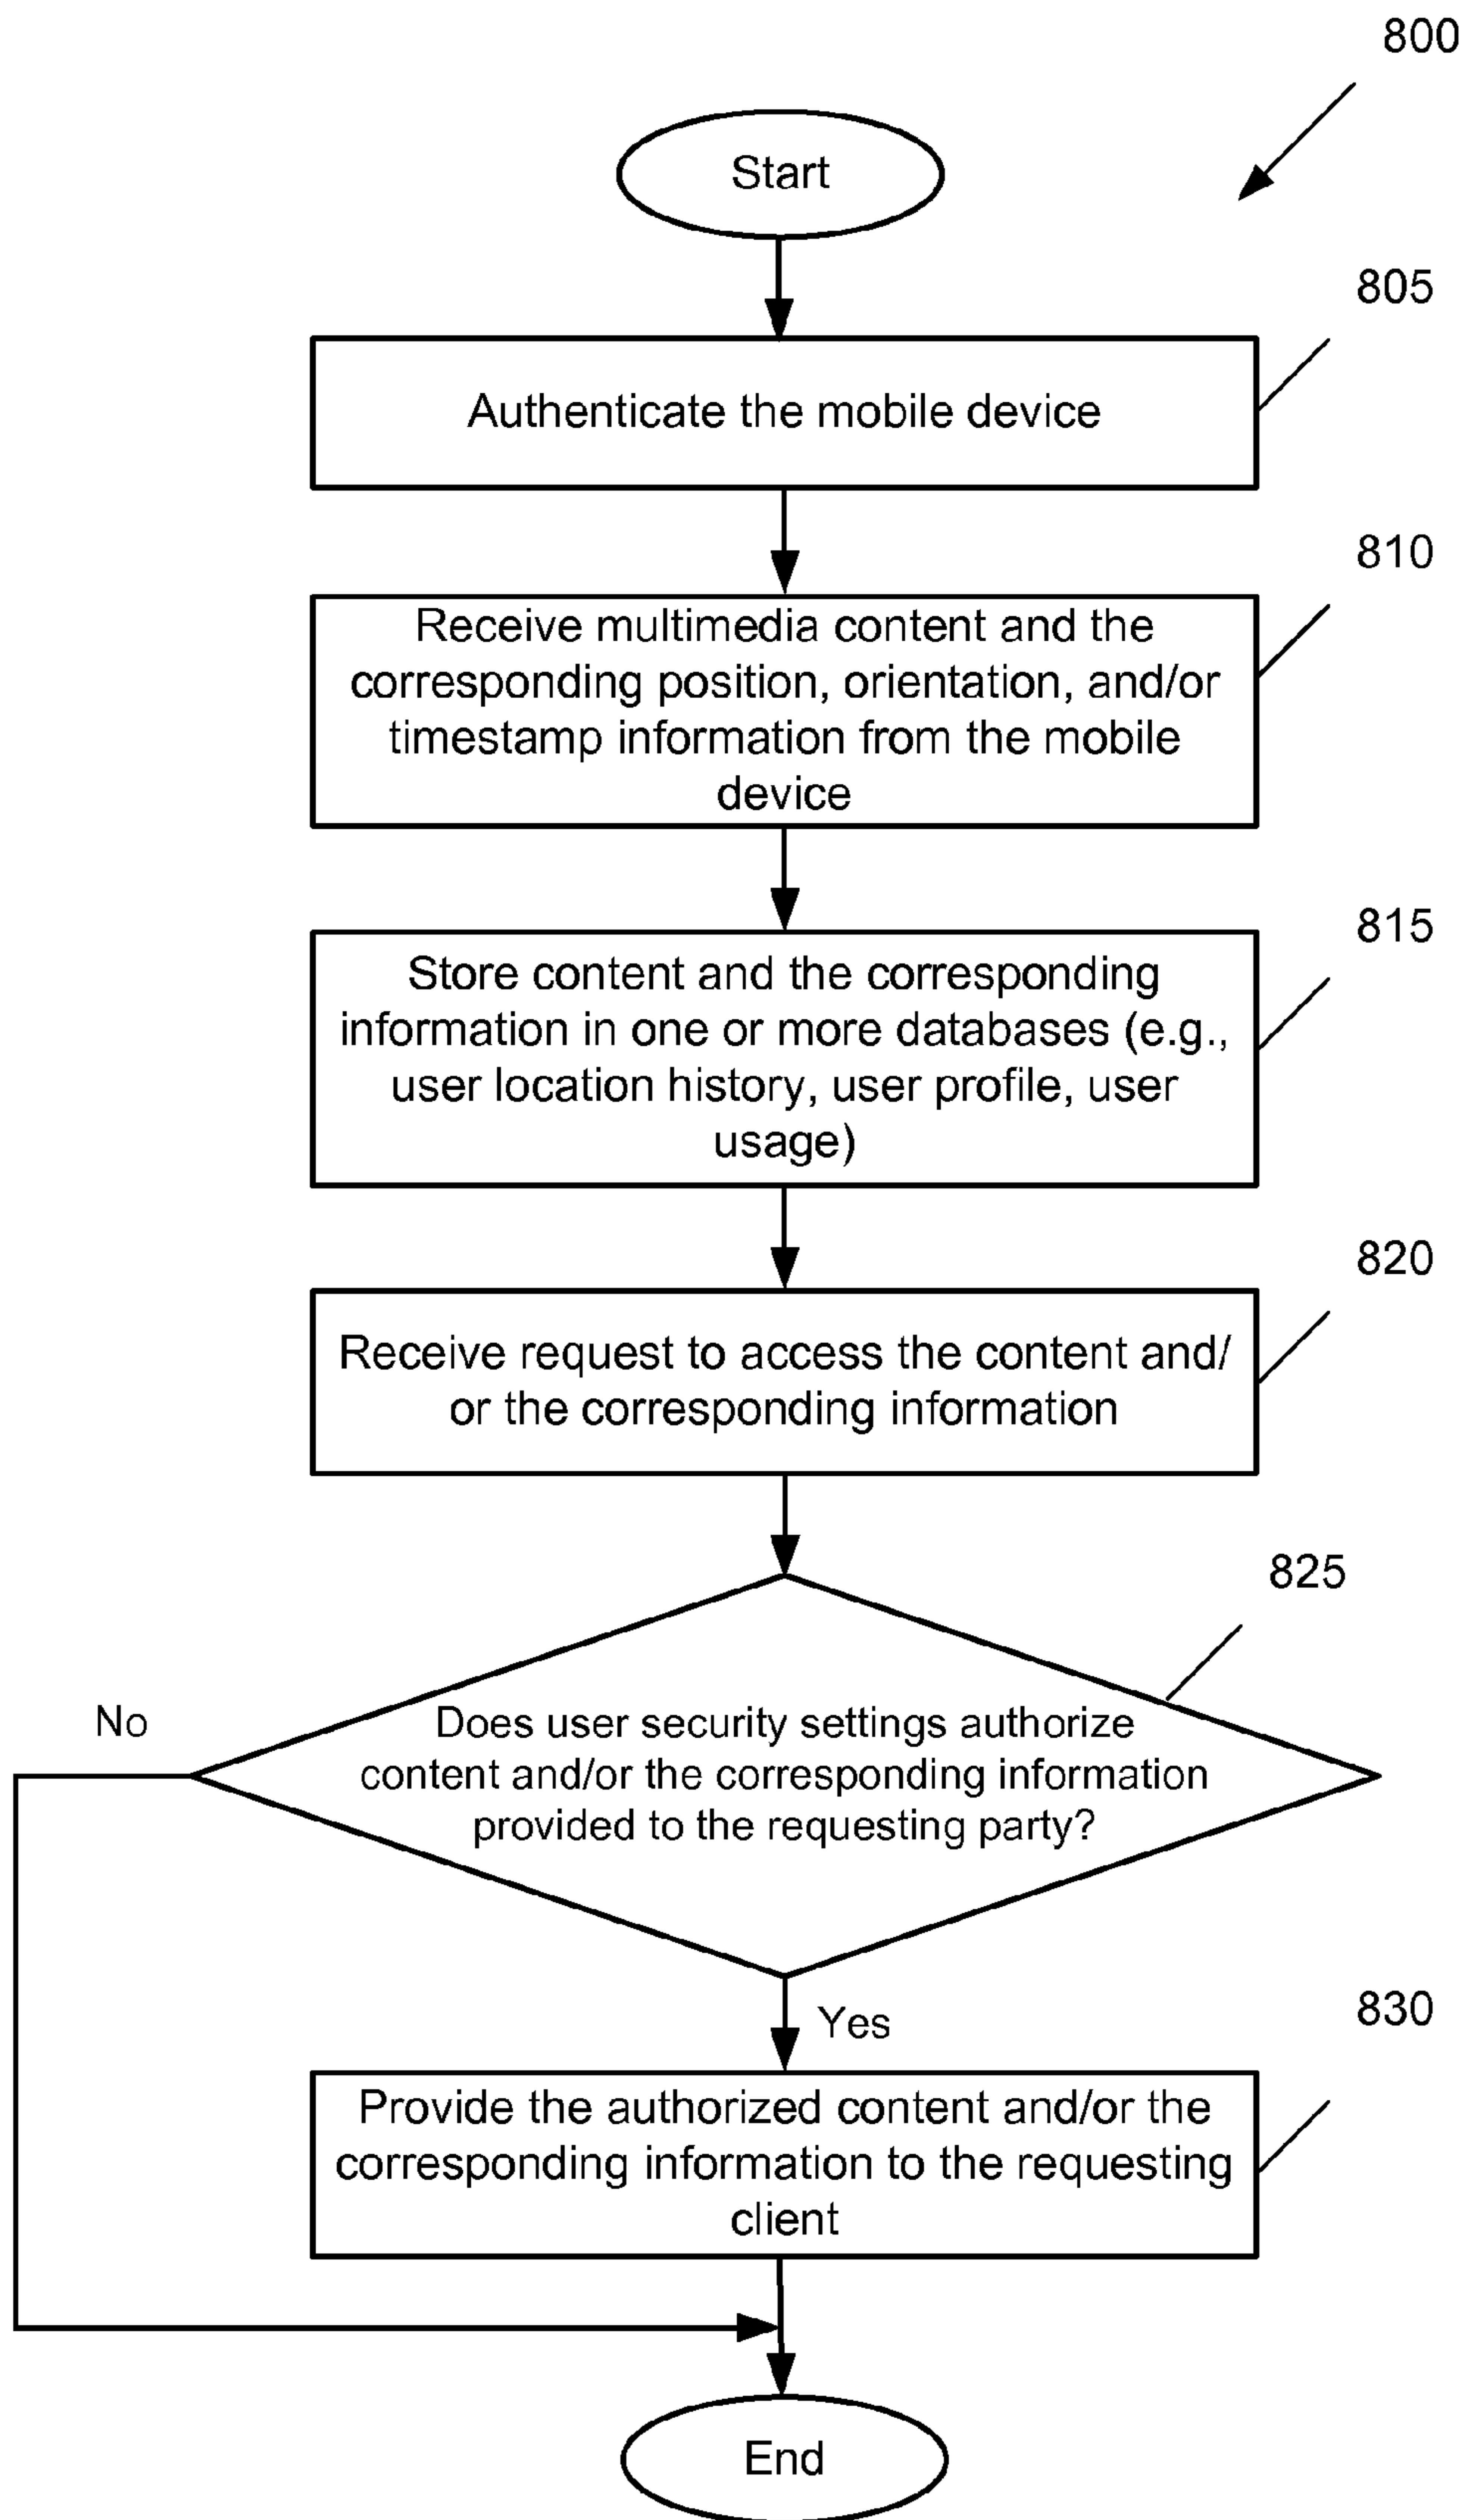 800
Start
805
Authenticate the mobile device
810
Receive multimedia content and the
corresponding position, orientation, and/or
timestamp information from the mobile
device
815
Store content and the corresponding
information in one or more databases (e.g.,
user location history, user profile, user
usage)
820
Receive request to access the content and/
or the corresponding information
825
No
Does user security settings authorize
content and/or the corresponding information
provided to the requesting party?
Yes
830
Provide the authorized content and/or the
corresponding information to the requesting
client
End